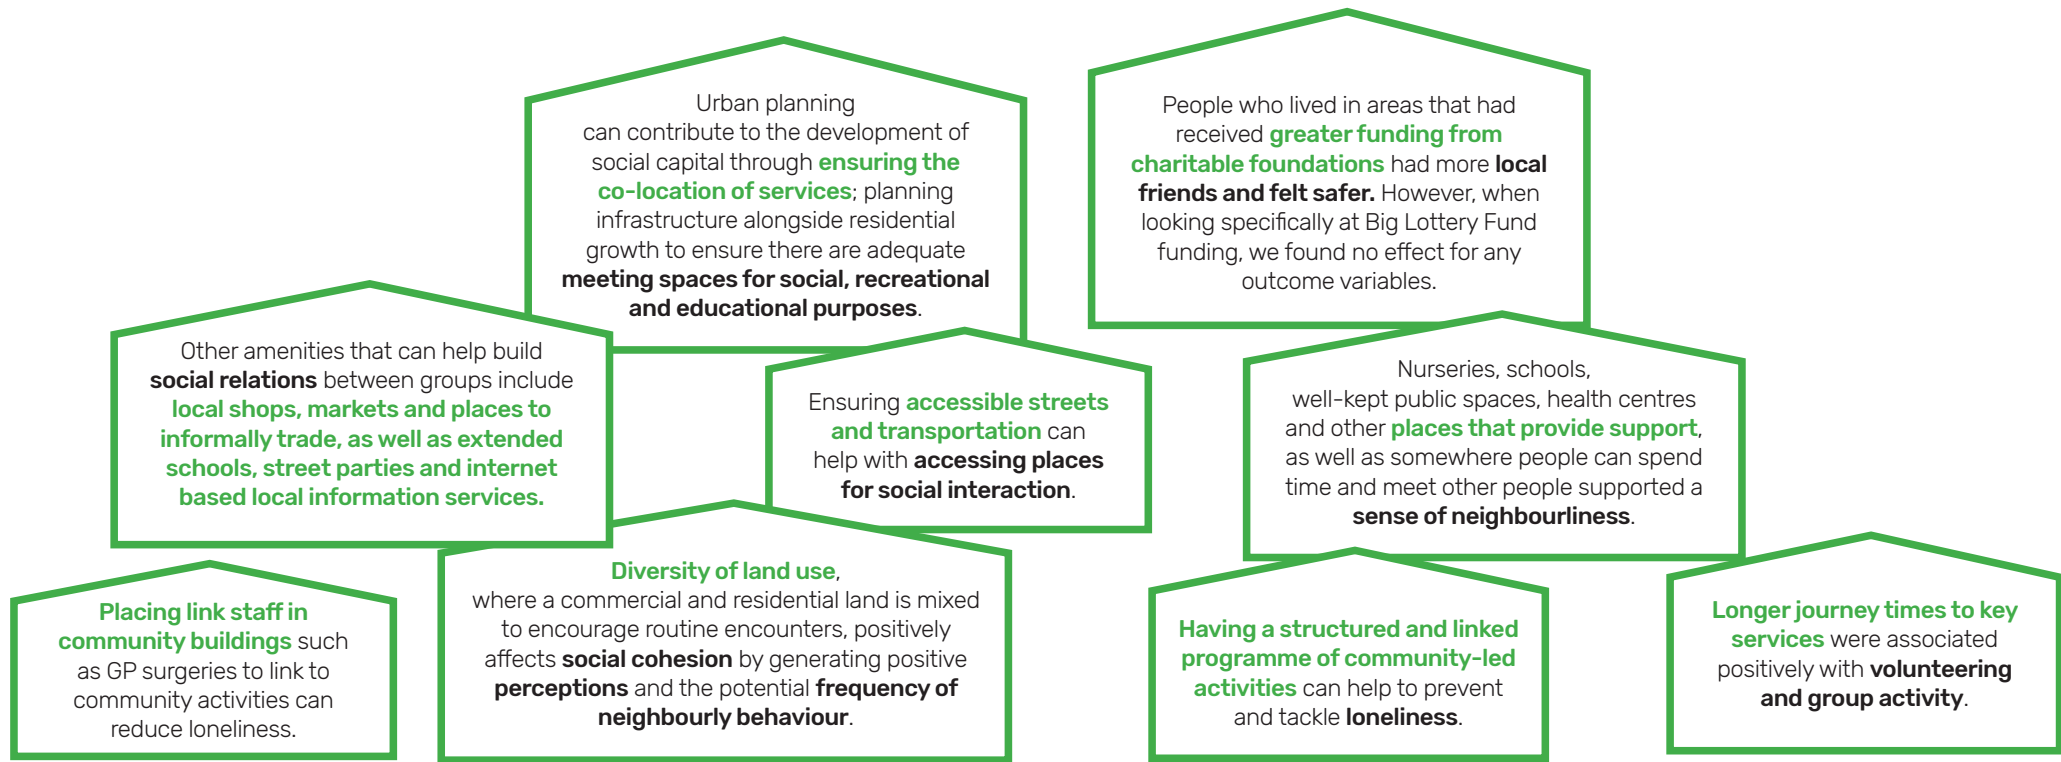 Urban planning
can contribute to the development of
social capital through ensuring the
co-location of services; planning
infrastructure alongside residential
growth to ensure there are adequate
meeting spaces for social, recreational
and educational purposes.
People who lived in areas that had
received greater funding from
charitable foundations had more local
friends and felt safer. However, when
looking specifically at Big Lottery Fund
funding, we found no effect for any
outcome variables.
Other amenities that can help build
social relations between groups include
local shops, markets and places to
informally trade, as well as extended
schools, street parties and internet
based local information services.
Ensuring accessible streets
and transportation can
help with accessing places
for social interaction.
Nurseries, schools,
well-kept public spaces, health centres
and other places that provide support,
as well as somewhere people can spend
time and meet other people supported a
sense of neighbourliness.
Placing link staff in
community buildings such
as GP surgeries to link to
community activities can
reduce loneliness.
Diversity of land use,
where a commercial and residential land is mixed
to encourage routine encounters, positively
affects social cohesion by generating positive
perceptions and the potential frequency of
neighbourly behaviour.
Having a structured and linked
programme of community-led
activities can help to prevent
and tackle loneliness.
Longer journey times to key
services were associated
positively with volunteering
and group activity.